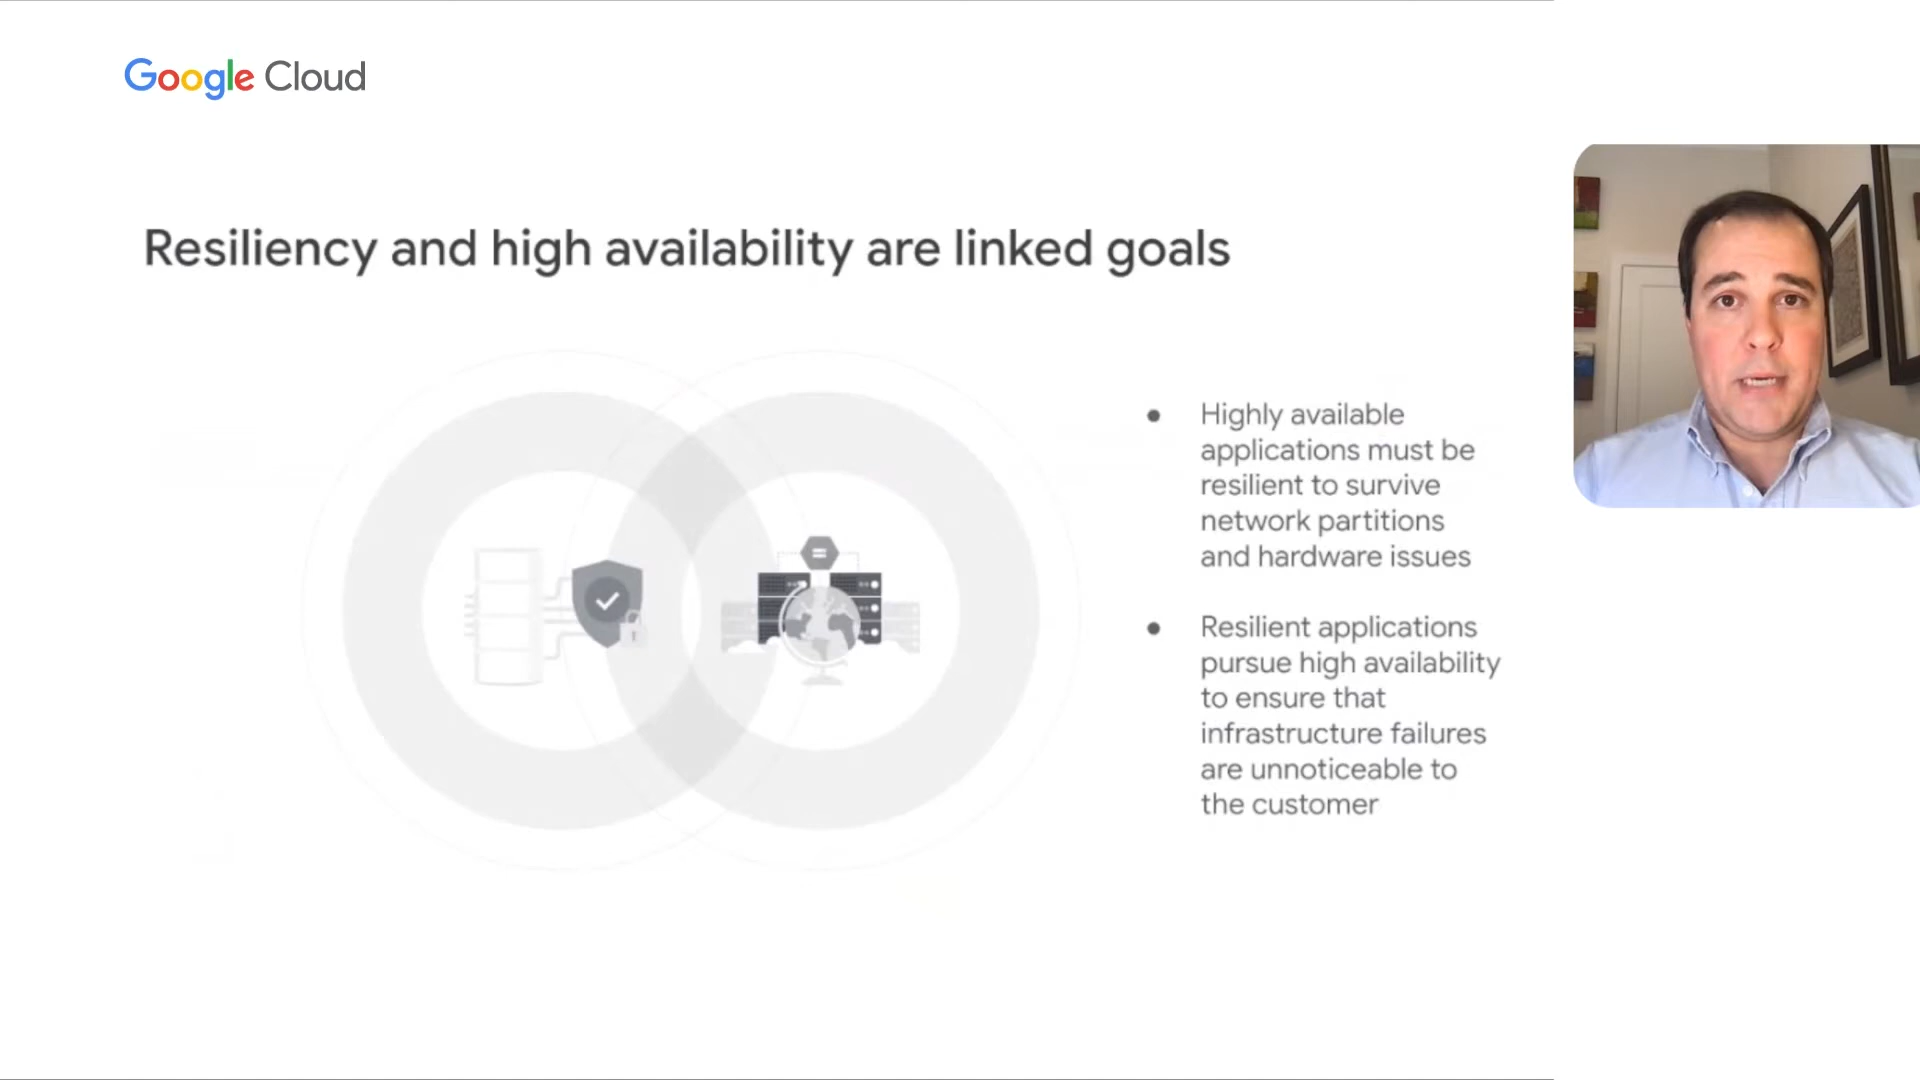 Google Cloud
Resiliency and high availability are linked goals
● Highly available
applications must be
resilient to survive
network partitions
and hardware issues
● Resilient applications
pursue high availability
to ensure that
infrastructure failures
are unnoticeable to
the customer